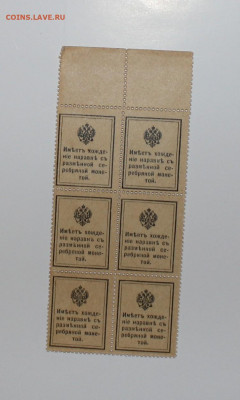 COINS.LAVE.RU
Имѣетъ хожде-
ніе наравнѣ съ
размѣнной се-
ребряной моне-
той.
Имѣетъ хожде-
ніе наравнѣ съ
размѣнной се-
ребряной моне-
той.
Имѣетъ хожде-
ніе наравнѣ съ
размѣнной се-
ребряной моне-
той.
Имѣетъ хожде-
ніе наравнѣ съ
размѣнной се-
ребряной моне-
той.
Имѣетъ хожде-
ніе наравнѣ съ
размѣнной се-
ребряной моне-
той.
Имѣетъ хожде-
ніе наравнѣ съ
размѣнной се-
ребряной моне-
той.